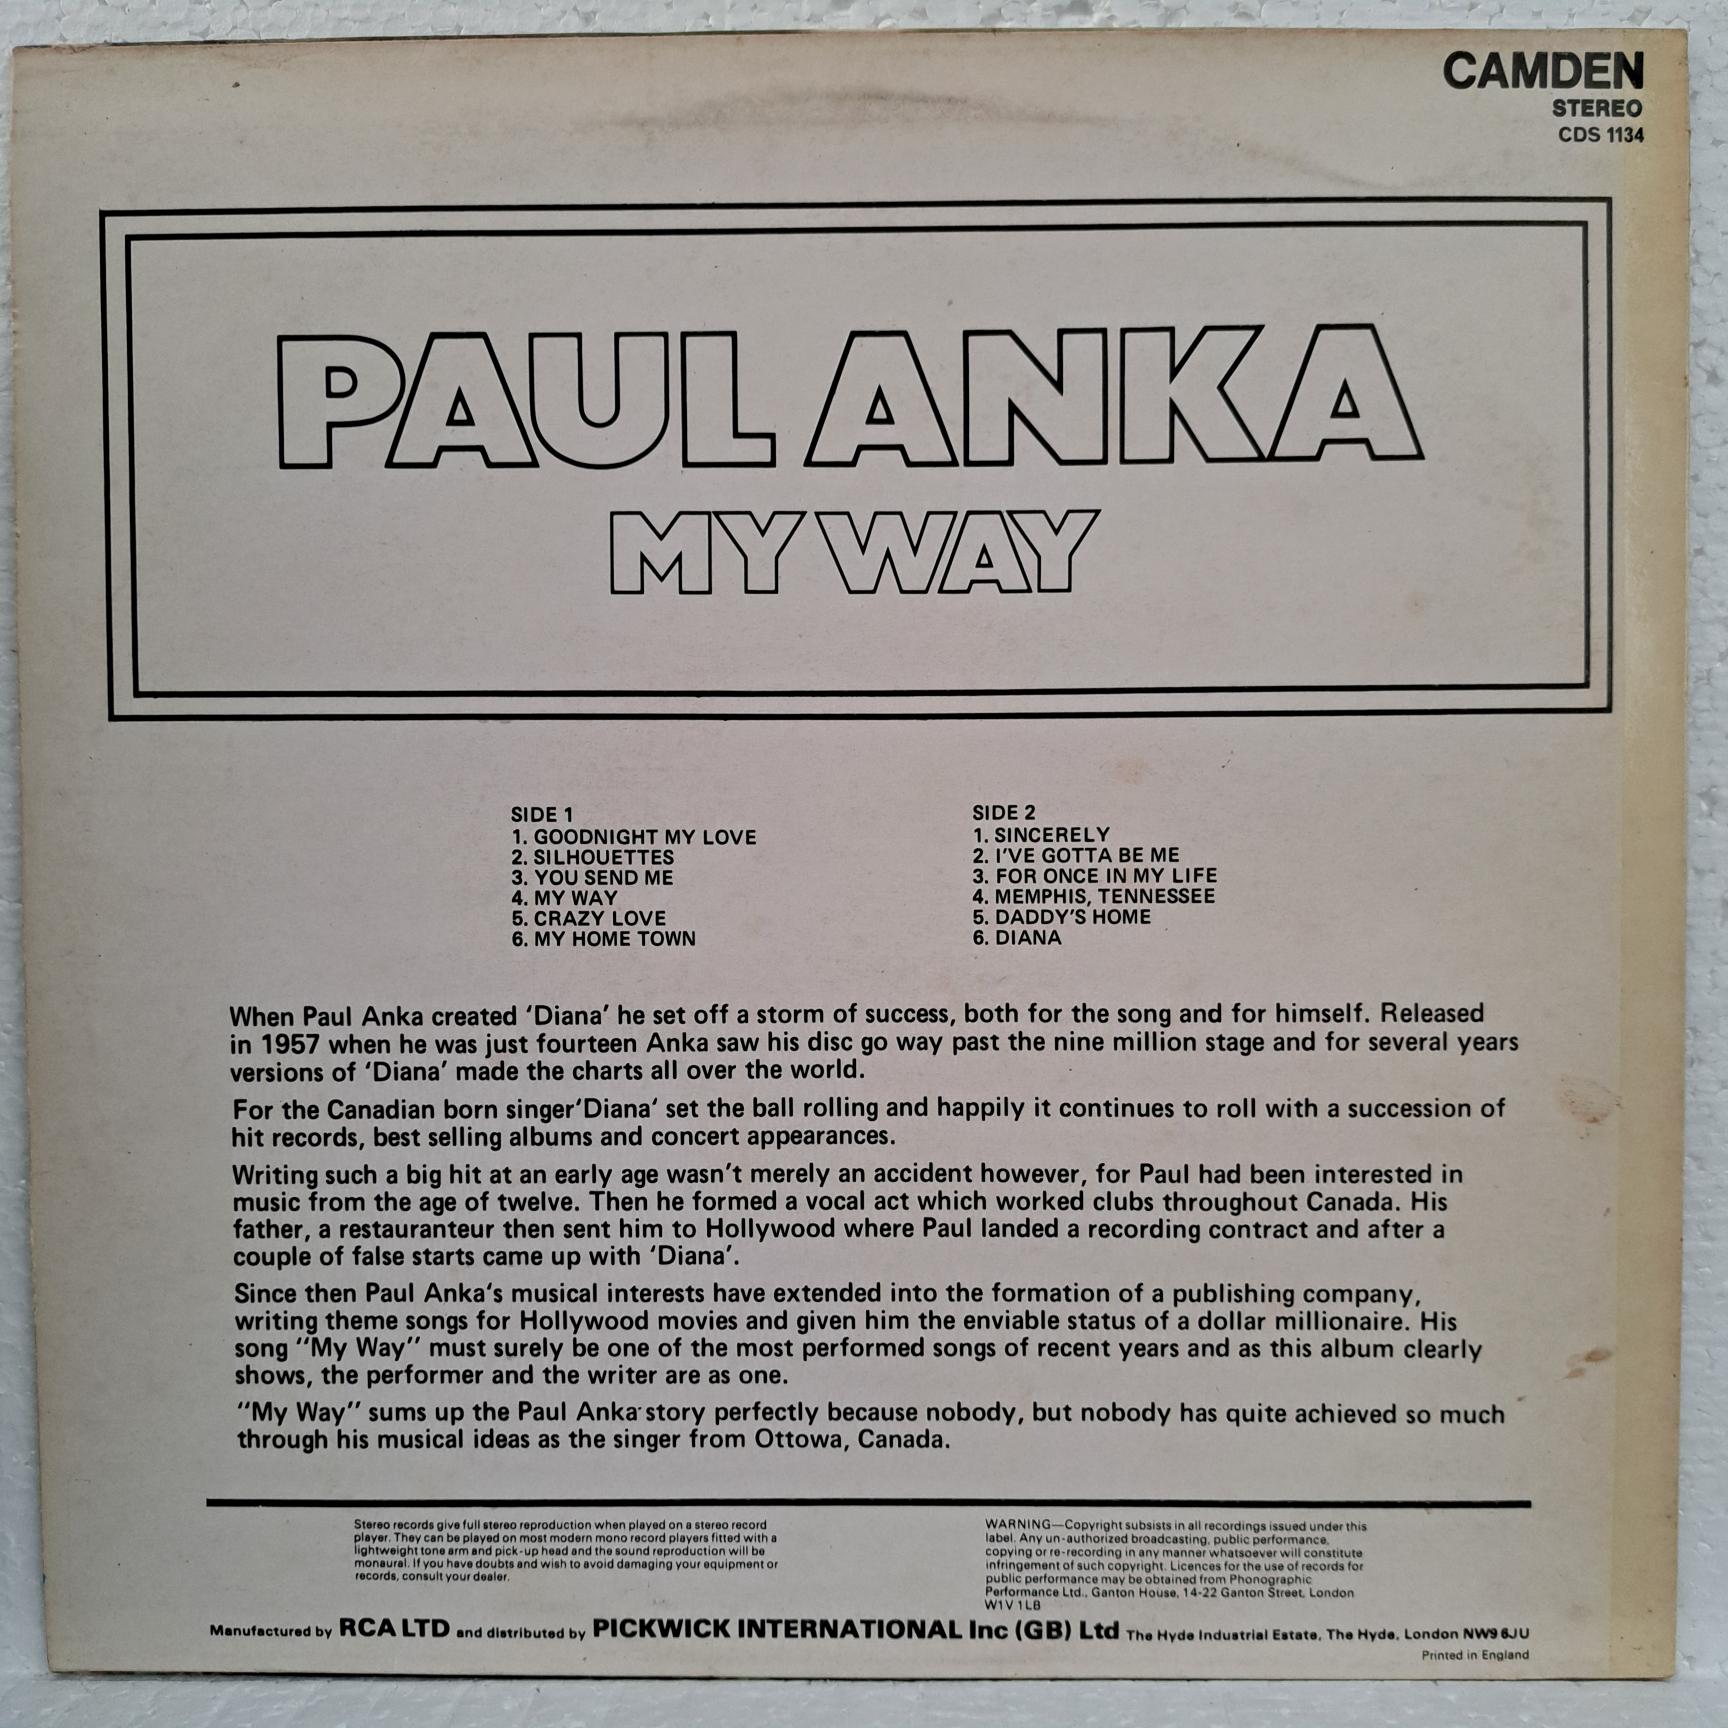 CAMDEN
STEREO
CDS 1134
PAUL ANKA
MY WAY
SIDE 1
1. GOODNIGHT MY LOVE
2. SILHOUETTES
3. YOU SEND ME
4. MY WAY
5. CRAZY LOVE
6. MY HOME TOWN
SIDE 2
1. SINCERELY
2. I'VE GOTTA BE ME
3. FOR ONCE IN MY LIFE
4. MEMPHIS, TENNESSEE
5. DADDY'S HOME
6. DIANA
When Paul Anka created 'Diana' he set off a storm of success, both for the song and for himself. Released
in 1957 when he was just fourteen Anka saw his disc go way past the nine million stage and for several years
versions of 'Diana' made the charts all over the world.
For the Canadian born singer'Diana' set the ball rolling and happily it continues to roll with a succession of
hit records, best selling albums and concert appearances.
Writing such a big hit at an early age wasn't merely an accident however, for Paul had been interested in
music from the age of twelve. Then he formed a vocal act which worked clubs throughout Canada. His
father, a restauranteur then sent him to Hollywood where Paul landed a recording contract and after a
couple of false starts came up with 'Diana'.
Since then Paul Anka's musical interests have extended into the formation of a publishing company,
writing theme songs for Hollywood movies and given him the enviable status of a dollar millionaire. His
song "My Way" must surely be one of the most performed songs of recent years and as this album clearly
shows, the performer and the writer are as one.
"My Way" sums up the Paul Anka story perfectly because nobody, but nobody has quite achieved so much
through his musical ideas as the singer from Ottowa, Canada.
Stereo records give full stereo reproduction when played on a stereo record
player. They can be played on most modern mono record players fitted with a
lightweight tone arm and pick-up head and the sound reproduction will be
monaural. If you have doubts and wish to avoid damaging your equipment or
records, consult your dealer.
WARNING—Copyright subsists in all recordings issued under this
label. Any un-authorized broadcasting, public performance,
copying or re-recording in any manner whatsoever will constitute
infringement of such copyright. Licences for the use of records for
public performance may be obtained from Phonographic
Performance Ltd., Ganton House, 14-22 Ganton Street, London
W1V 1LB
Manufactured by RCA LTD and distributed by PICKWICK INTERNATIONAL Inc (GB) Ltd The Hyde Industrial Estate, The Hyde, London NW9 6JU
Printed in England